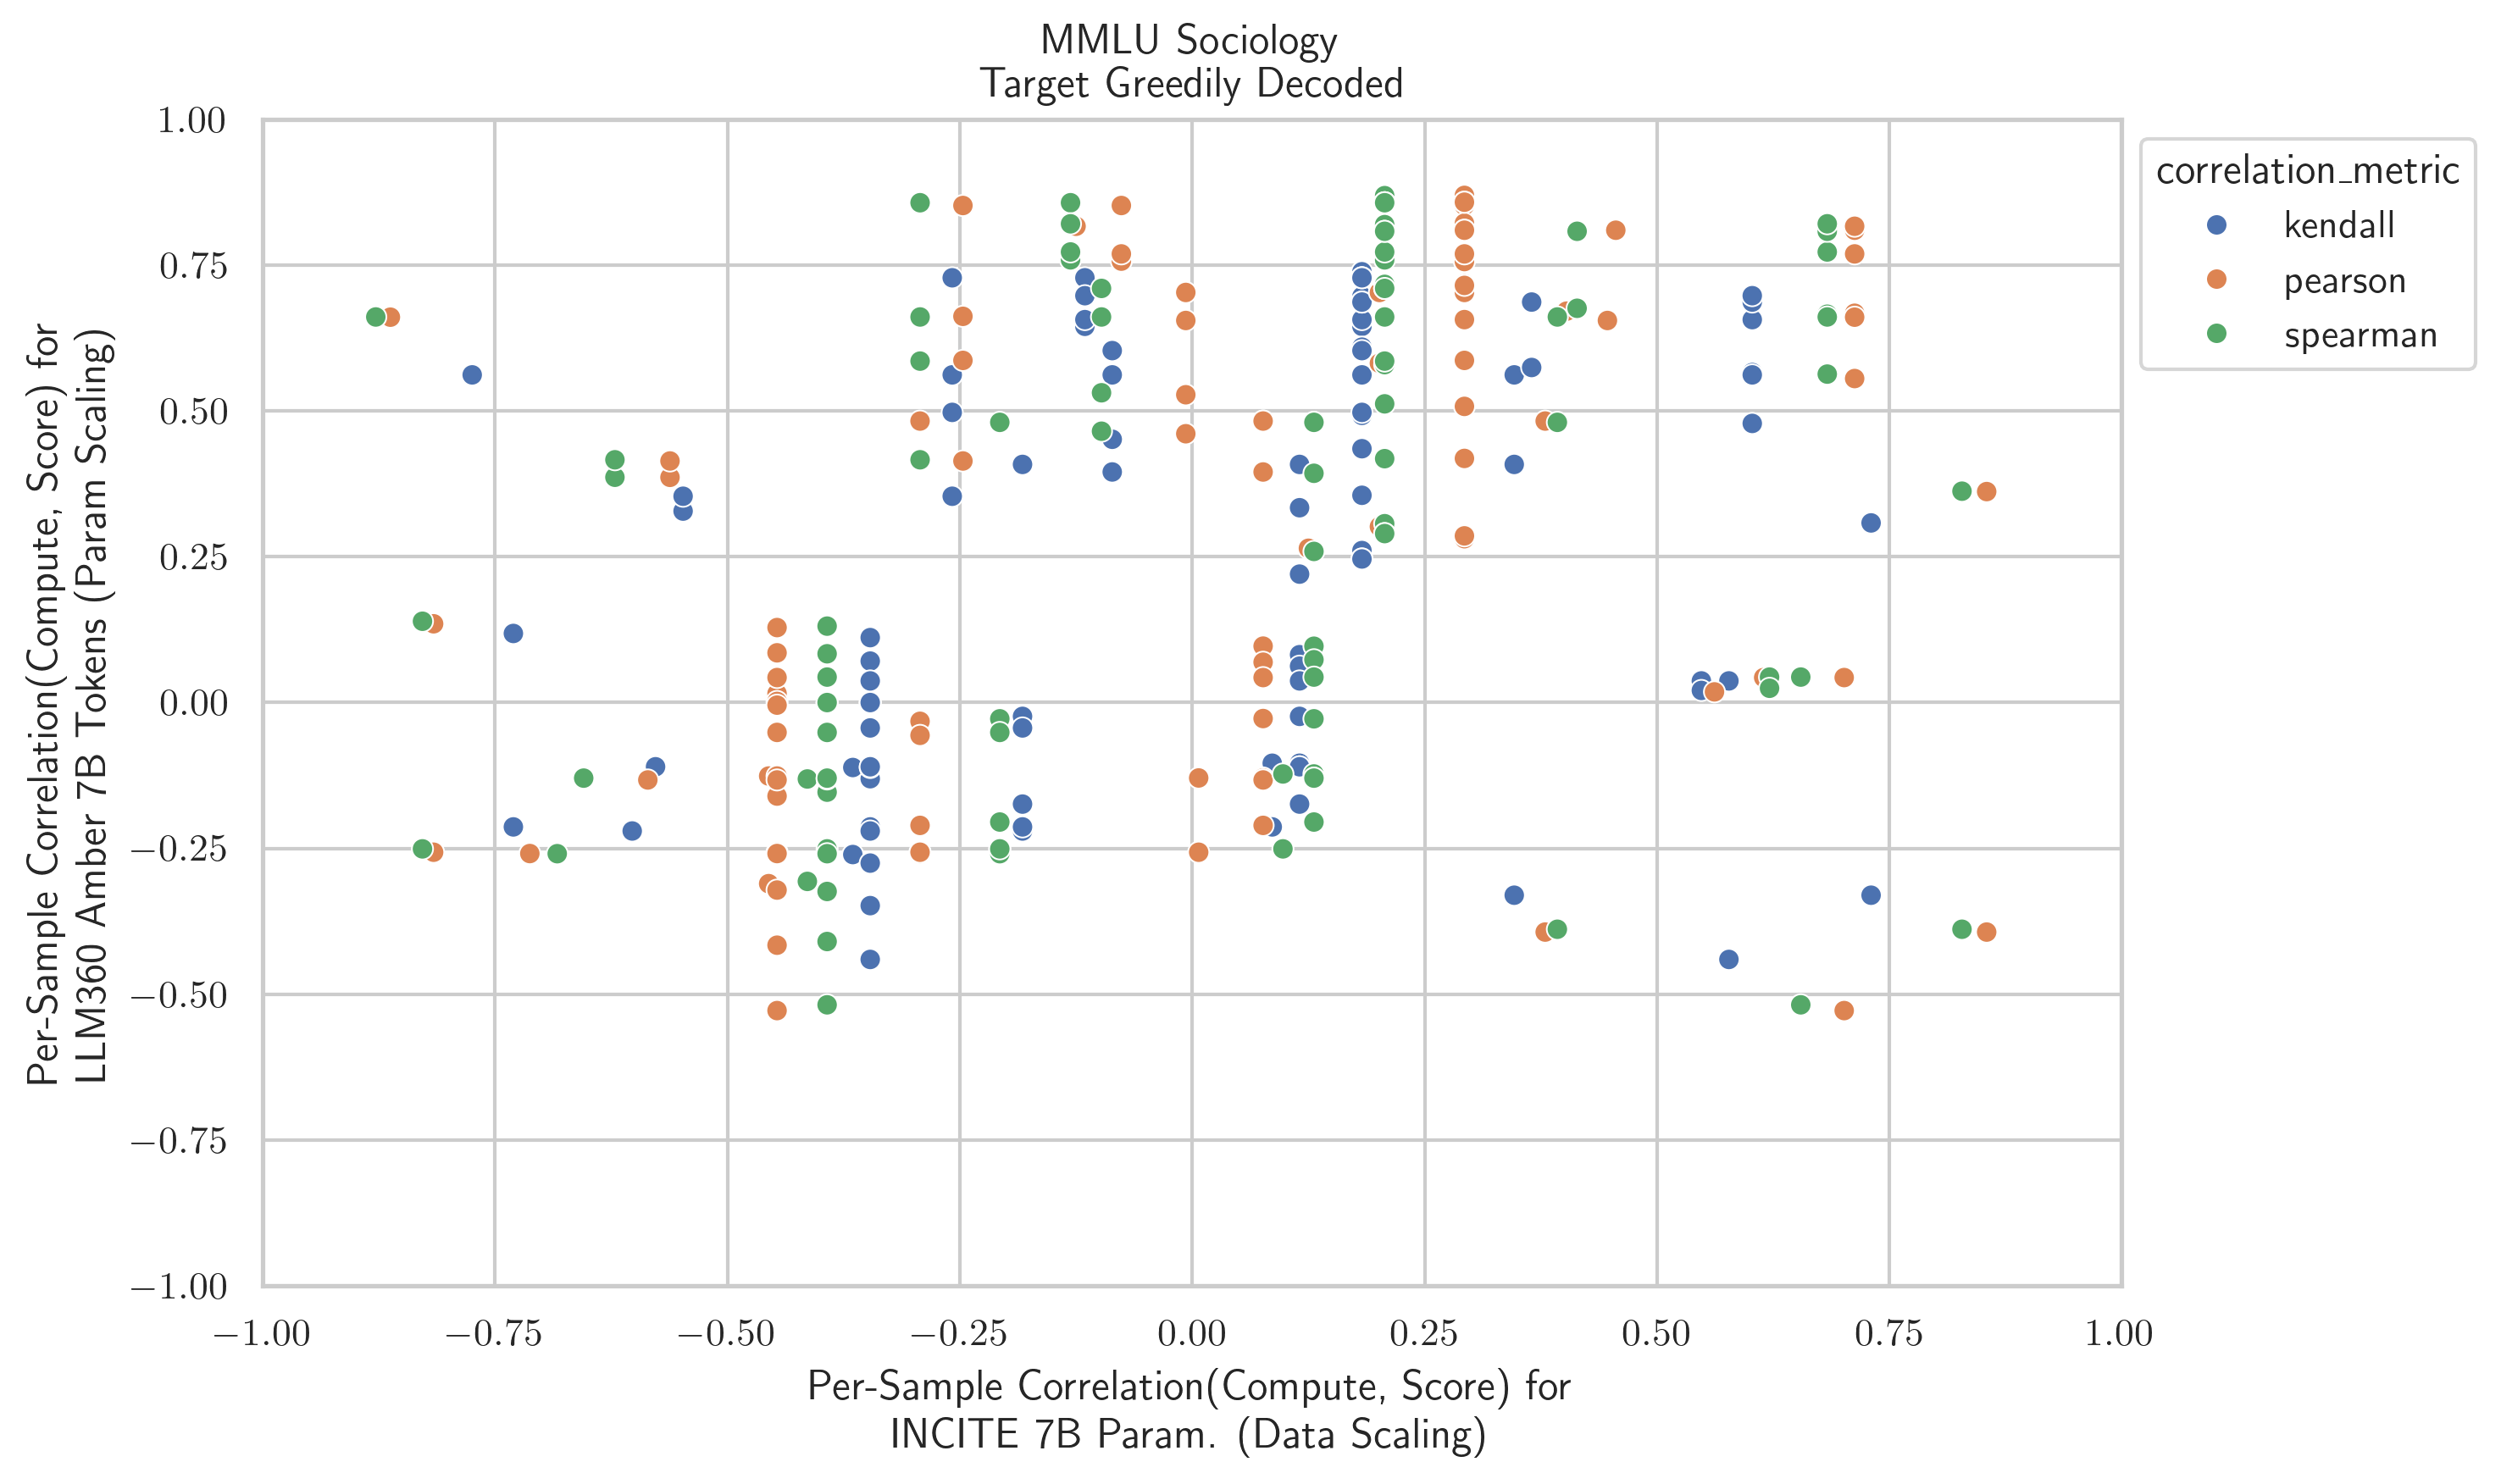 MMLU Sociology
Target Greedily Decoded
Per-Sample Correlation(Compute, Score) for
LLM360 Amber 7B Tokens (Param Scaling)
1.00
0.75
0.50
0.25
0.00
−0.25
−0.50
−0.75
−1.00
−1.00 −0.75 −0.50 −0.25 0.00 0.25 0.50 0.75 1.00
Per-Sample Correlation(Compute, Score) for
INCITE 7B Param. (Data Scaling)
correlation_metric
kendall
pearson
spearman